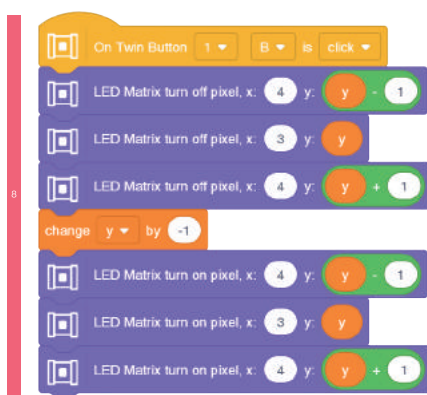 On Twin Button 1 B is click
LED Matrix turn off pixel, x: 4 y: y - 1
LED Matrix turn off pixel, x: 3 y: y
LED Matrix turn off pixel, x: 4 y: y + 1
8
change y by -1
LED Matrix turn on pixel, x: 4 y: y - 1
LED Matrix turn on pixel, x: 3 y: y
LED Matrix turn on pixel, x: 4 y: y + 1